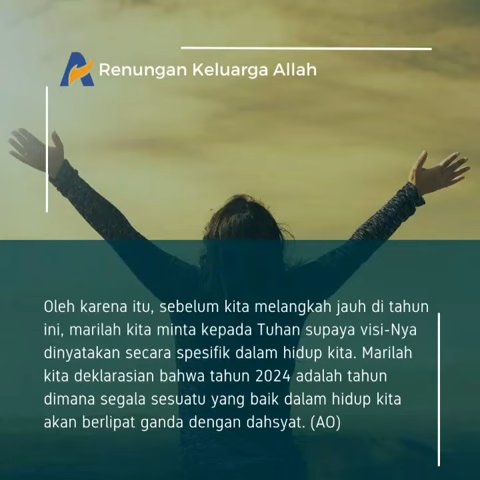 Renungan Keluarga Allah
Oleh karena itu, sebelum kita melangkah jauh di tahun
ini, marilah kita minta kepada Tuhan supaya visi-Nya
dinyatakan secara spesifik dalam hidup kita. Marilah
kita deklarasian bahwa tahun 2024 adalah tahun
dimana segala sesuatu yang baik dalam hidup kita
akan berlipat ganda dengan dahsyat. (AO)